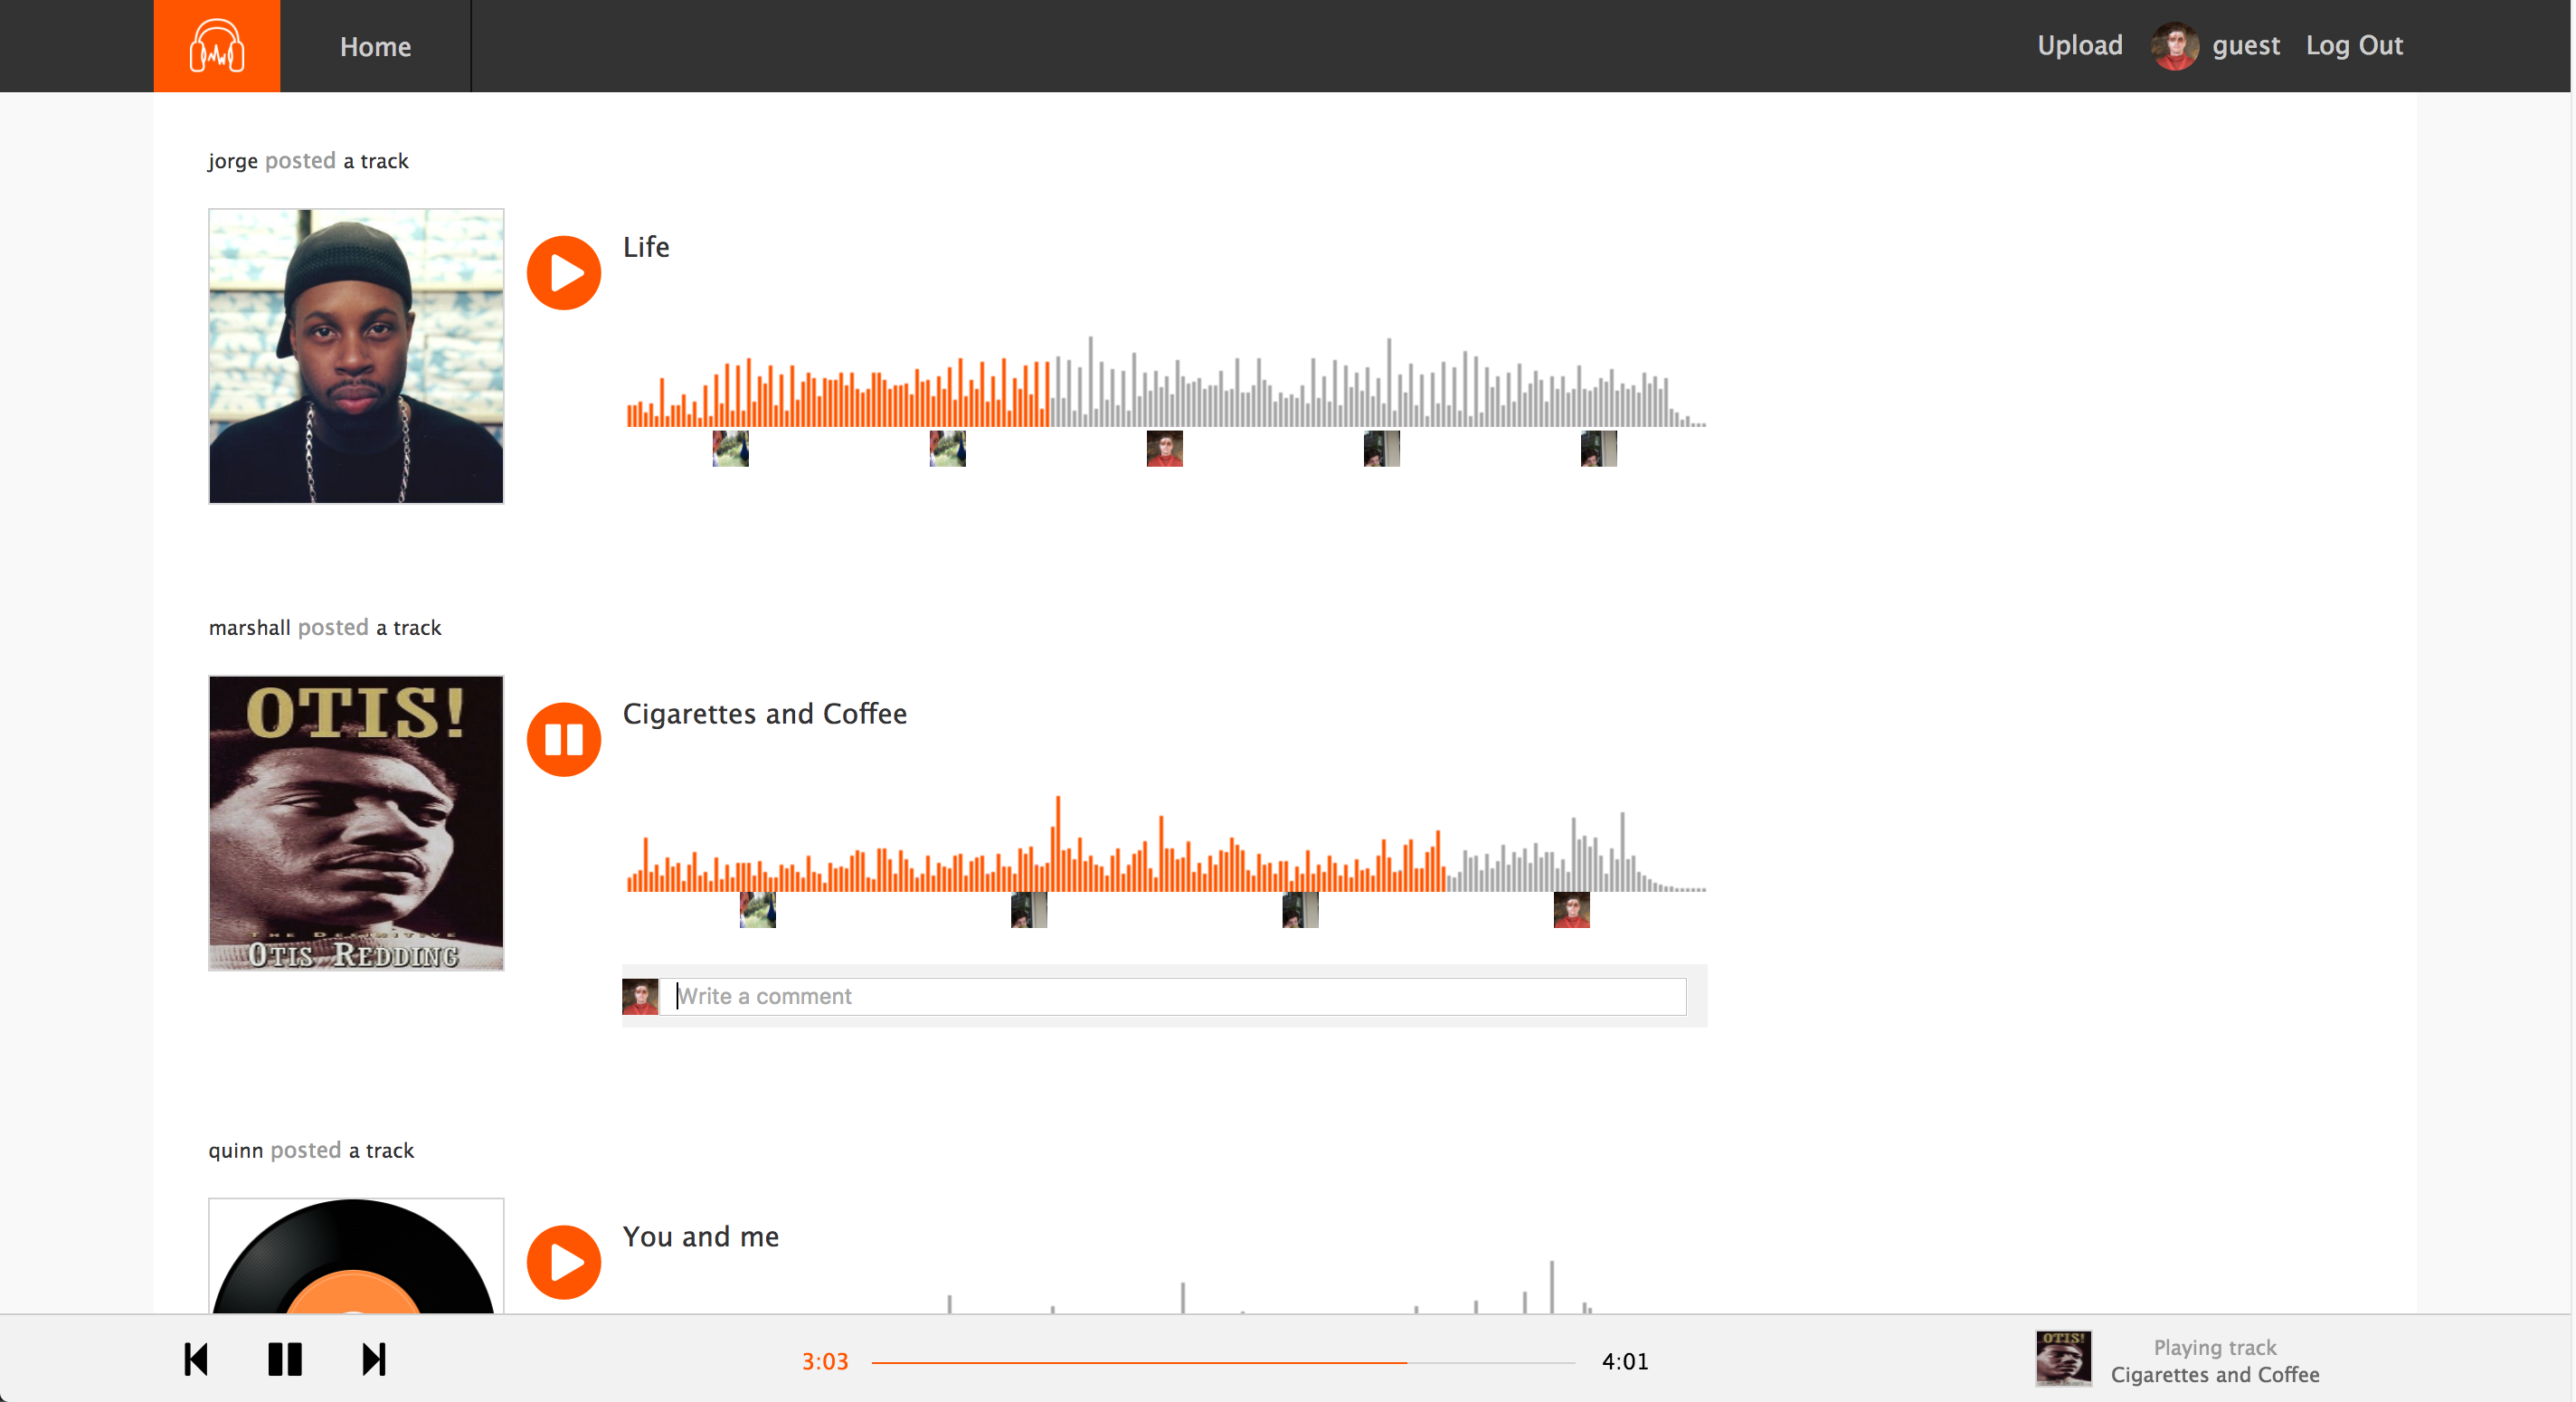 Home
Upload
guest
Log Out
jorge posted a track
Life
marshall posted a track
OTIS!
THE DEFINITIVE
OTIS REDDING
Cigarettes and Coffee
Write a comment
quinn posted a track
You and me
3:03
4:01
OTIS!
Playing track
Cigarettes and Coffee